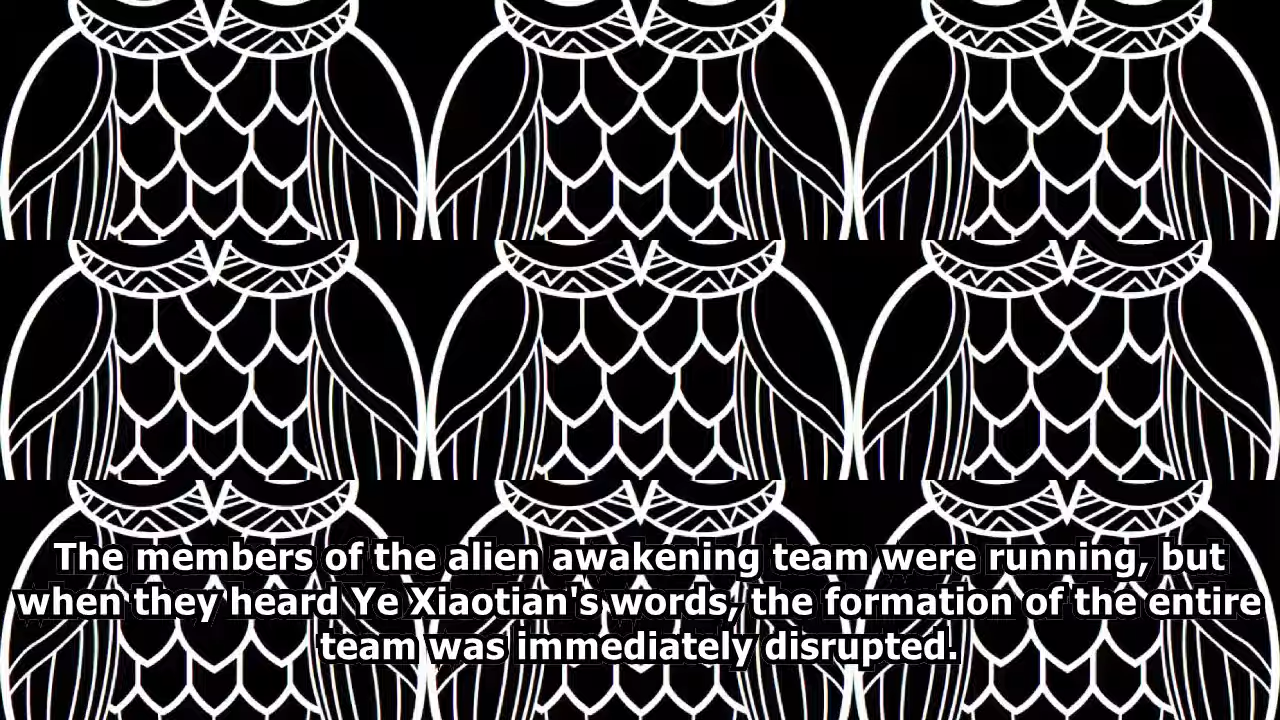 The members of the alien awakening team were running, but
when they heard Ye Xiaotian's words, the formation of the entire
team was immediately disrupted.